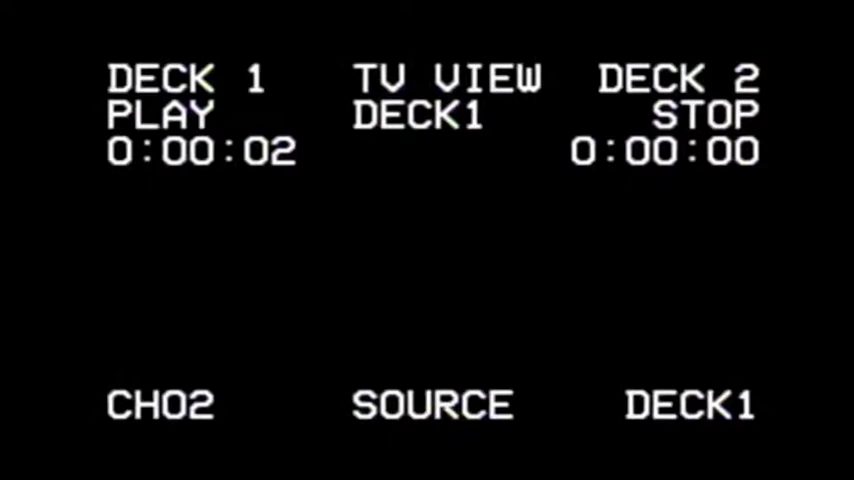 DECK 1 TV VIEW DECK 2
PLAY DECK1 STOP
0:00:02 0:00:00
CH02 SOURCE DECK1